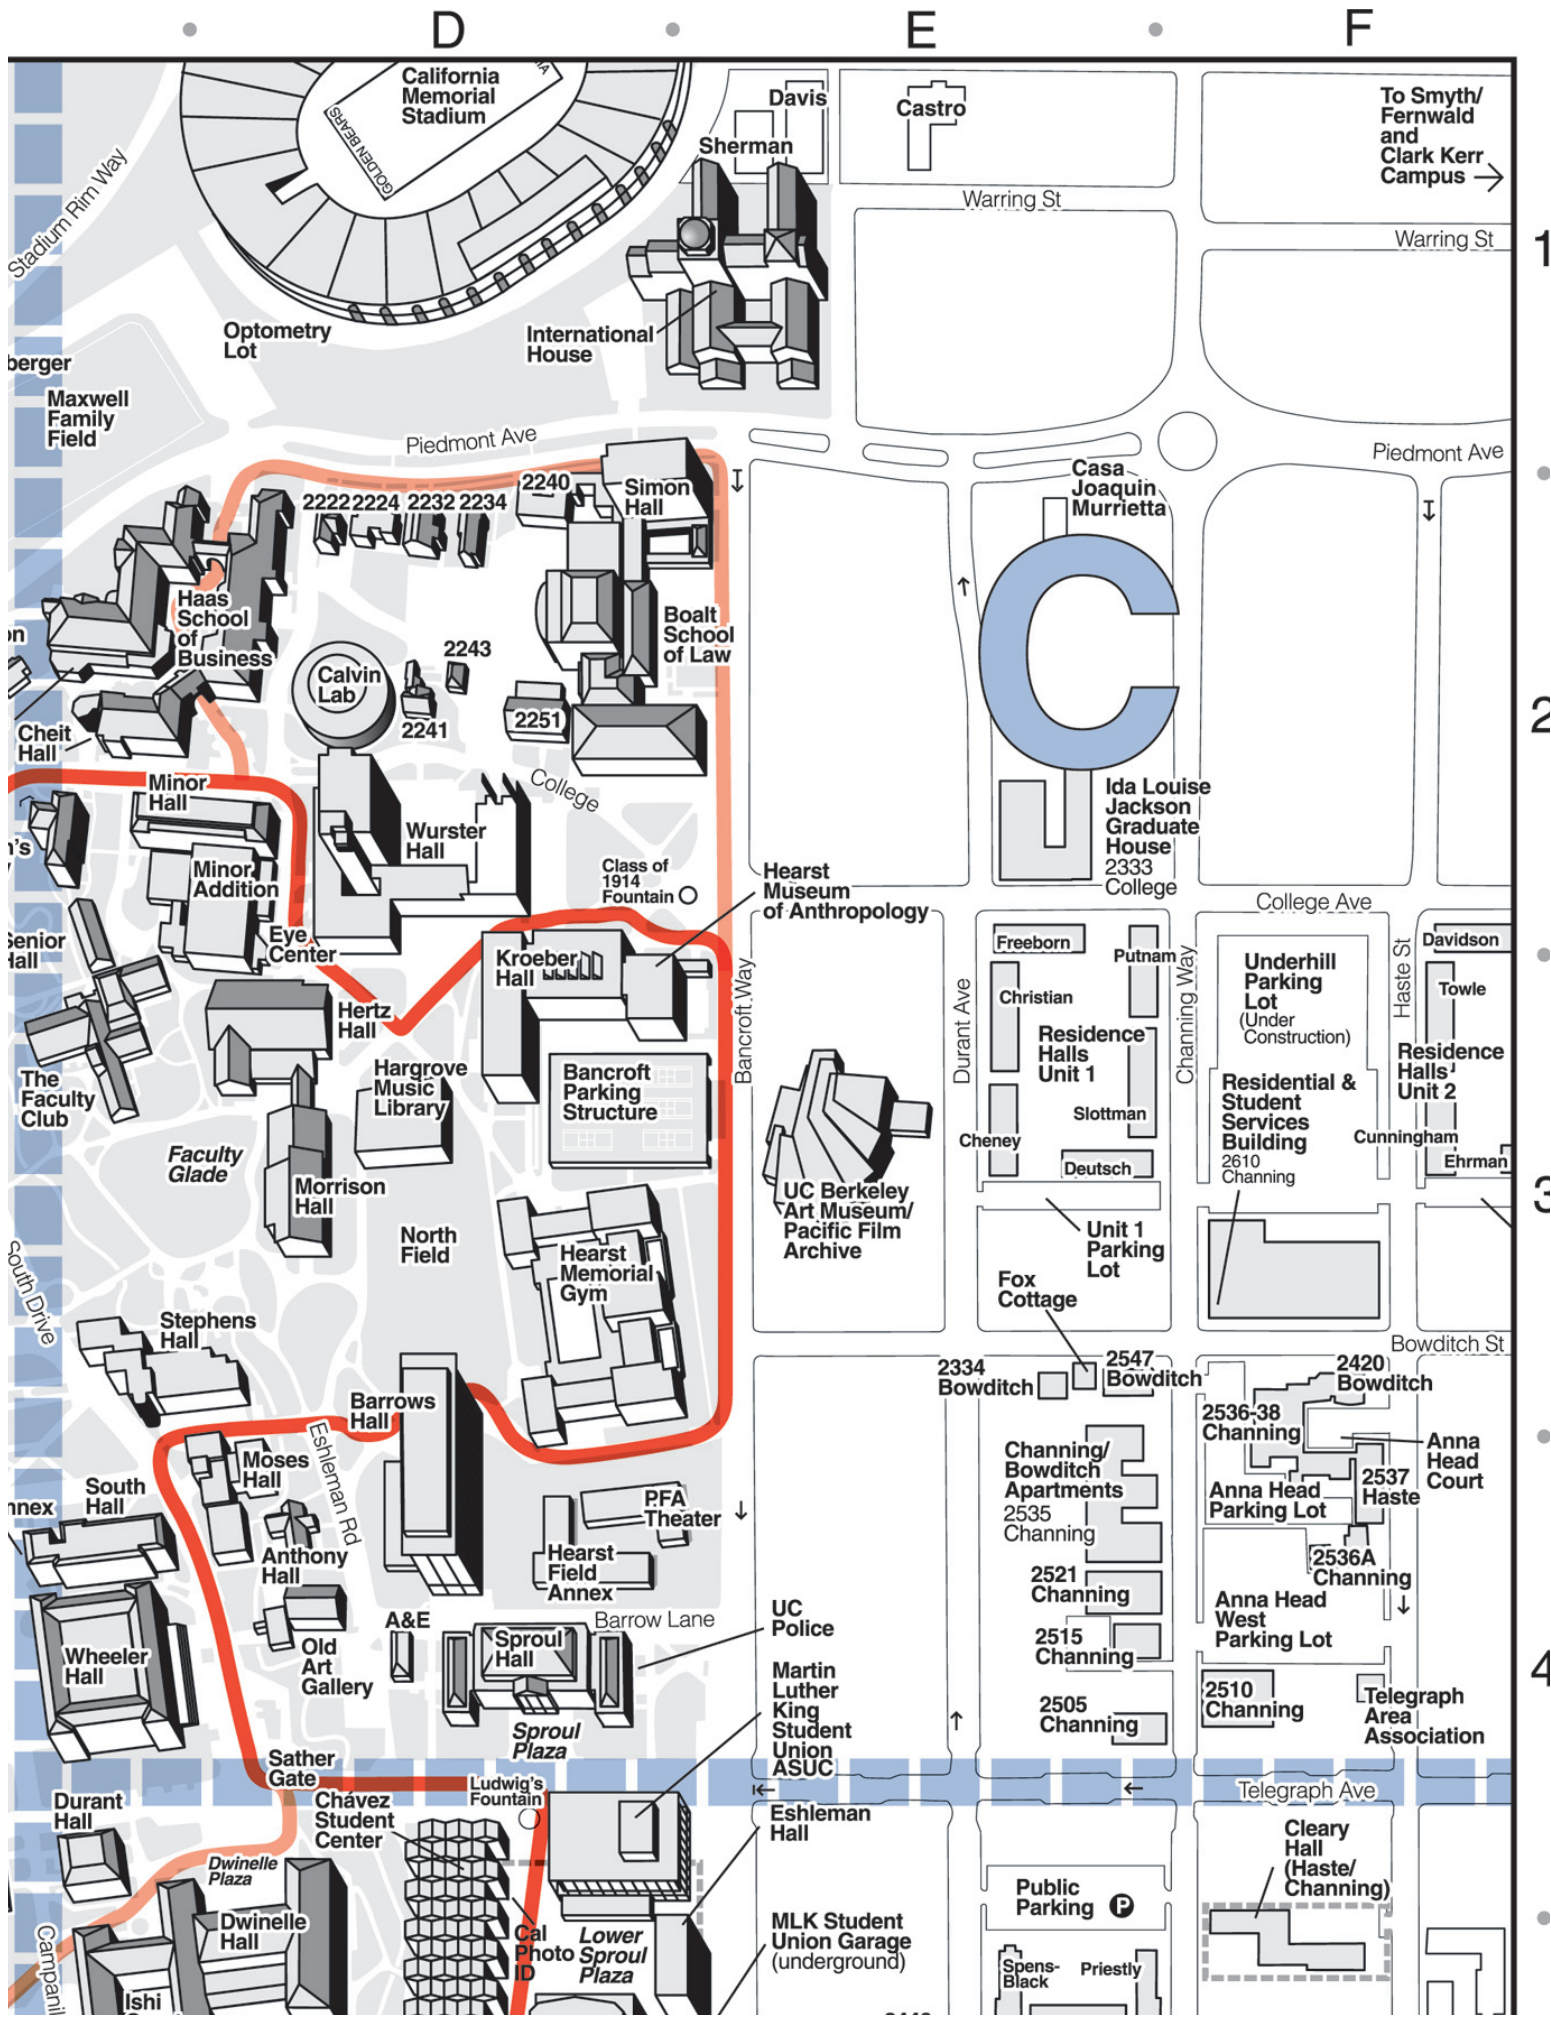 D
E
F
1
2
3
4
C
California
Memorial
Stadium
GOLDEN BEARS
Davis
Sherman
Castro
To Smyth/
Fernwald
and
Clark Kerr
Campus
Warring St
Warring St
Stadium Rim Way
Optometry
Lot
International
House
berger
Maxwell
Family
Field
Piedmont Ave
Piedmont Ave
2222
2224
2232
2234
2240
Simon
Hall
Casa
Joaquin
Murrietta
Haas
School
of
Business
Boalt
School
of Law
on
Calvin
Lab
2243
2241
2251
Cheit
Hall
College
Minor
Hall
Ida Louise
Jackson
Graduate
House
2333
College
n's
Wurster
Hall
Minor
Addition
Class of
1914
Fountain
Hearst
Museum
of Anthropology
College Ave
Eye
Center
Senior
Hall
Kroeber
Hall
Freeborn
Putnam
Davidson
Underhill
Parking
Lot
(Under
Construction)
Haste St
Towle
Christian
Bancroft Way
Durant Ave
Channing Way
Hertz
Hall
Residence
Halls
Unit 1
Residence
Halls
Unit 2
Hargrove
Music
Library
Bancroft
Parking
Structure
The
Faculty
Club
Residential &
Student
Services
Building
2610
Channing
Slottman
Cheney
Deutsch
Cunningham
Ehrman
Faculty
Glade
Morrison
Hall
UC Berkeley
Art Museum/
Pacific Film
Archive
Unit 1
Parking
Lot
North
Field
Hearst
Memorial
Gym
South Drive
Fox
Cottage
Stephens
Hall
Bowditch St
2334
Bowditch
2547
Bowditch
2420
Bowditch
Barrows
Hall
2536-38
Channing
Anna
Head
Court
Eshleman Rd
Moses
Hall
Channing/
Bowditch
Apartments
2535
Channing
Anna Head
Parking Lot
2537
Haste
South
Hall
nnex
PFA
Theater
Anthony
Hall
Hearst
Field
Annex
2536A
Channing
2521
Channing
Anna Head
West
Parking Lot
A&E
Barrow Lane
UC
Police
Sproul
Hall
2515
Channing
Wheeler
Hall
Old
Art
Gallery
Martin
Luther
King
Student
Union
ASUC
2510
Channing
Telegraph
Area
Association
2505
Channing
Sproul
Plaza
Sather
Gate
Ludwig's
Fountain
Telegraph Ave
Durant
Hall
Chávez
Student
Center
Eshleman
Hall
Cleary
Hall
(Haste/
Channing)
Dwinelle
Plaza
Public
Parking
P
Dwinelle
Hall
Cal
Photo
ID
Lower
Sproul
Plaza
MLK Student
Union Garage
(underground)
Campanil
Spens-
Black
Priestly
Ishi